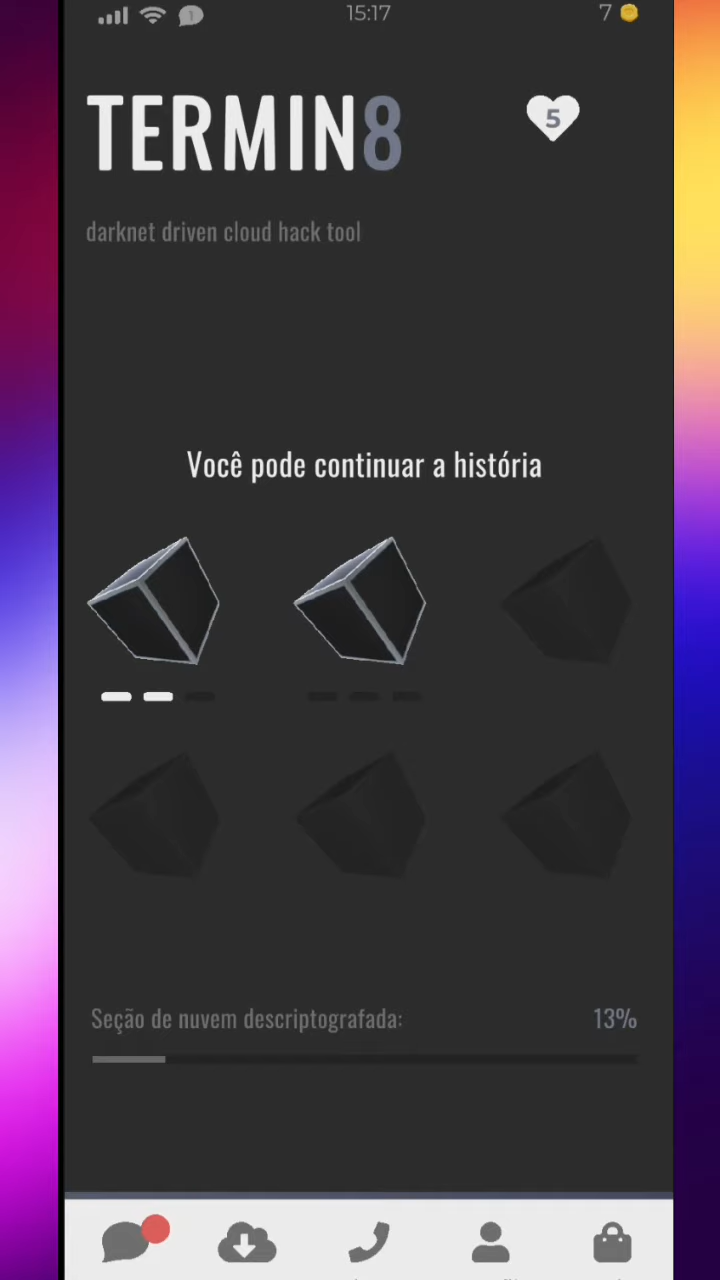 1
15:17
7
TERMIN8
5
darknet driven cloud hack tool
Você pode continuar a história
Seção de nuvem descriptografada: 13%